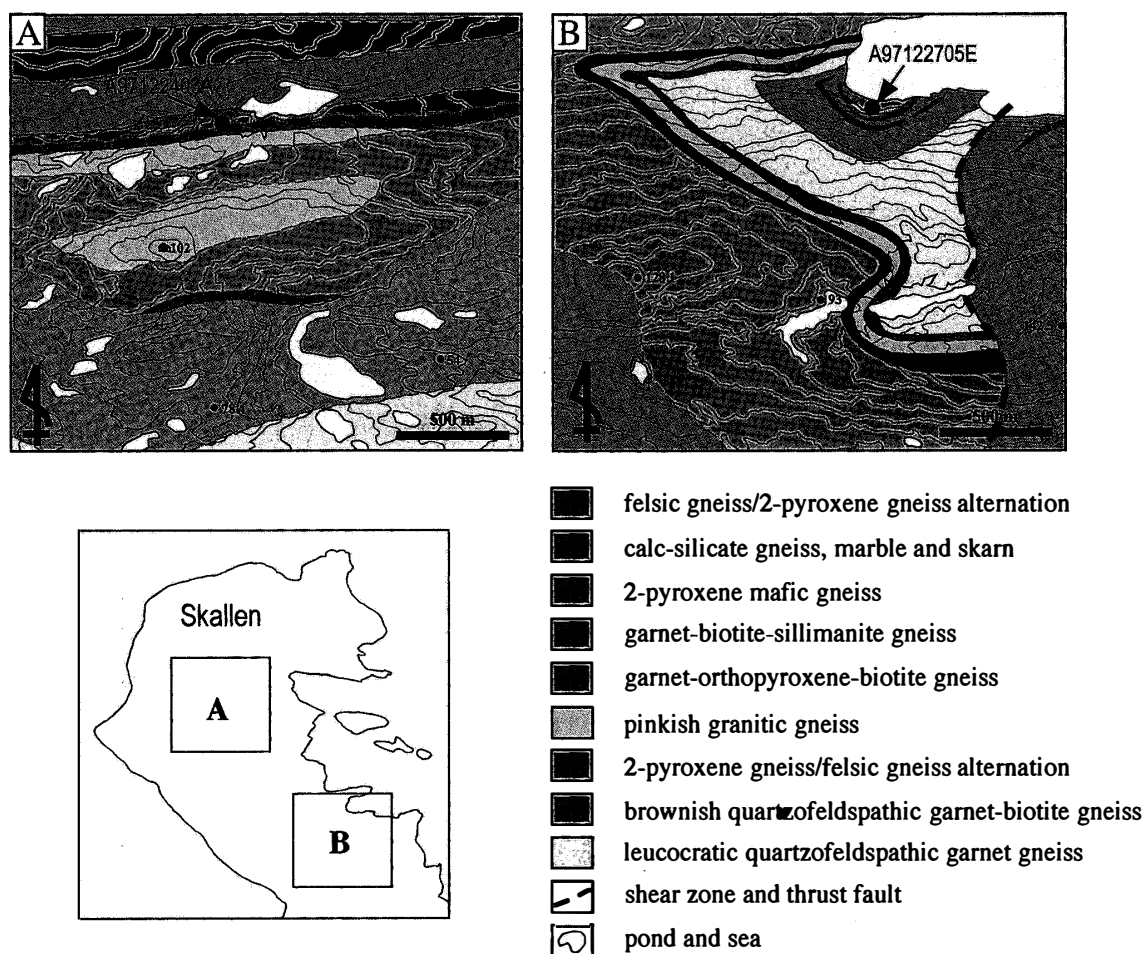 A
B
A97122705E
102
93
51
500 m
Skallen
A
B
felsic gneiss/2-pyroxene gneiss alternation
calc-silicate gneiss, marble and skarn
2-pyroxene mafic gneiss
garnet-biotite-sillimanite gneiss
garnet-orthopyroxene-biotite gneiss
pinkish granitic gneiss
2-pyroxene gneiss/felsic gneiss alternation
brownish quartzofeldspathic garnet-biotite gneiss
leucocratic quartzofeldspathic garnet gneiss
shear zone and thrust fault
pond and sea